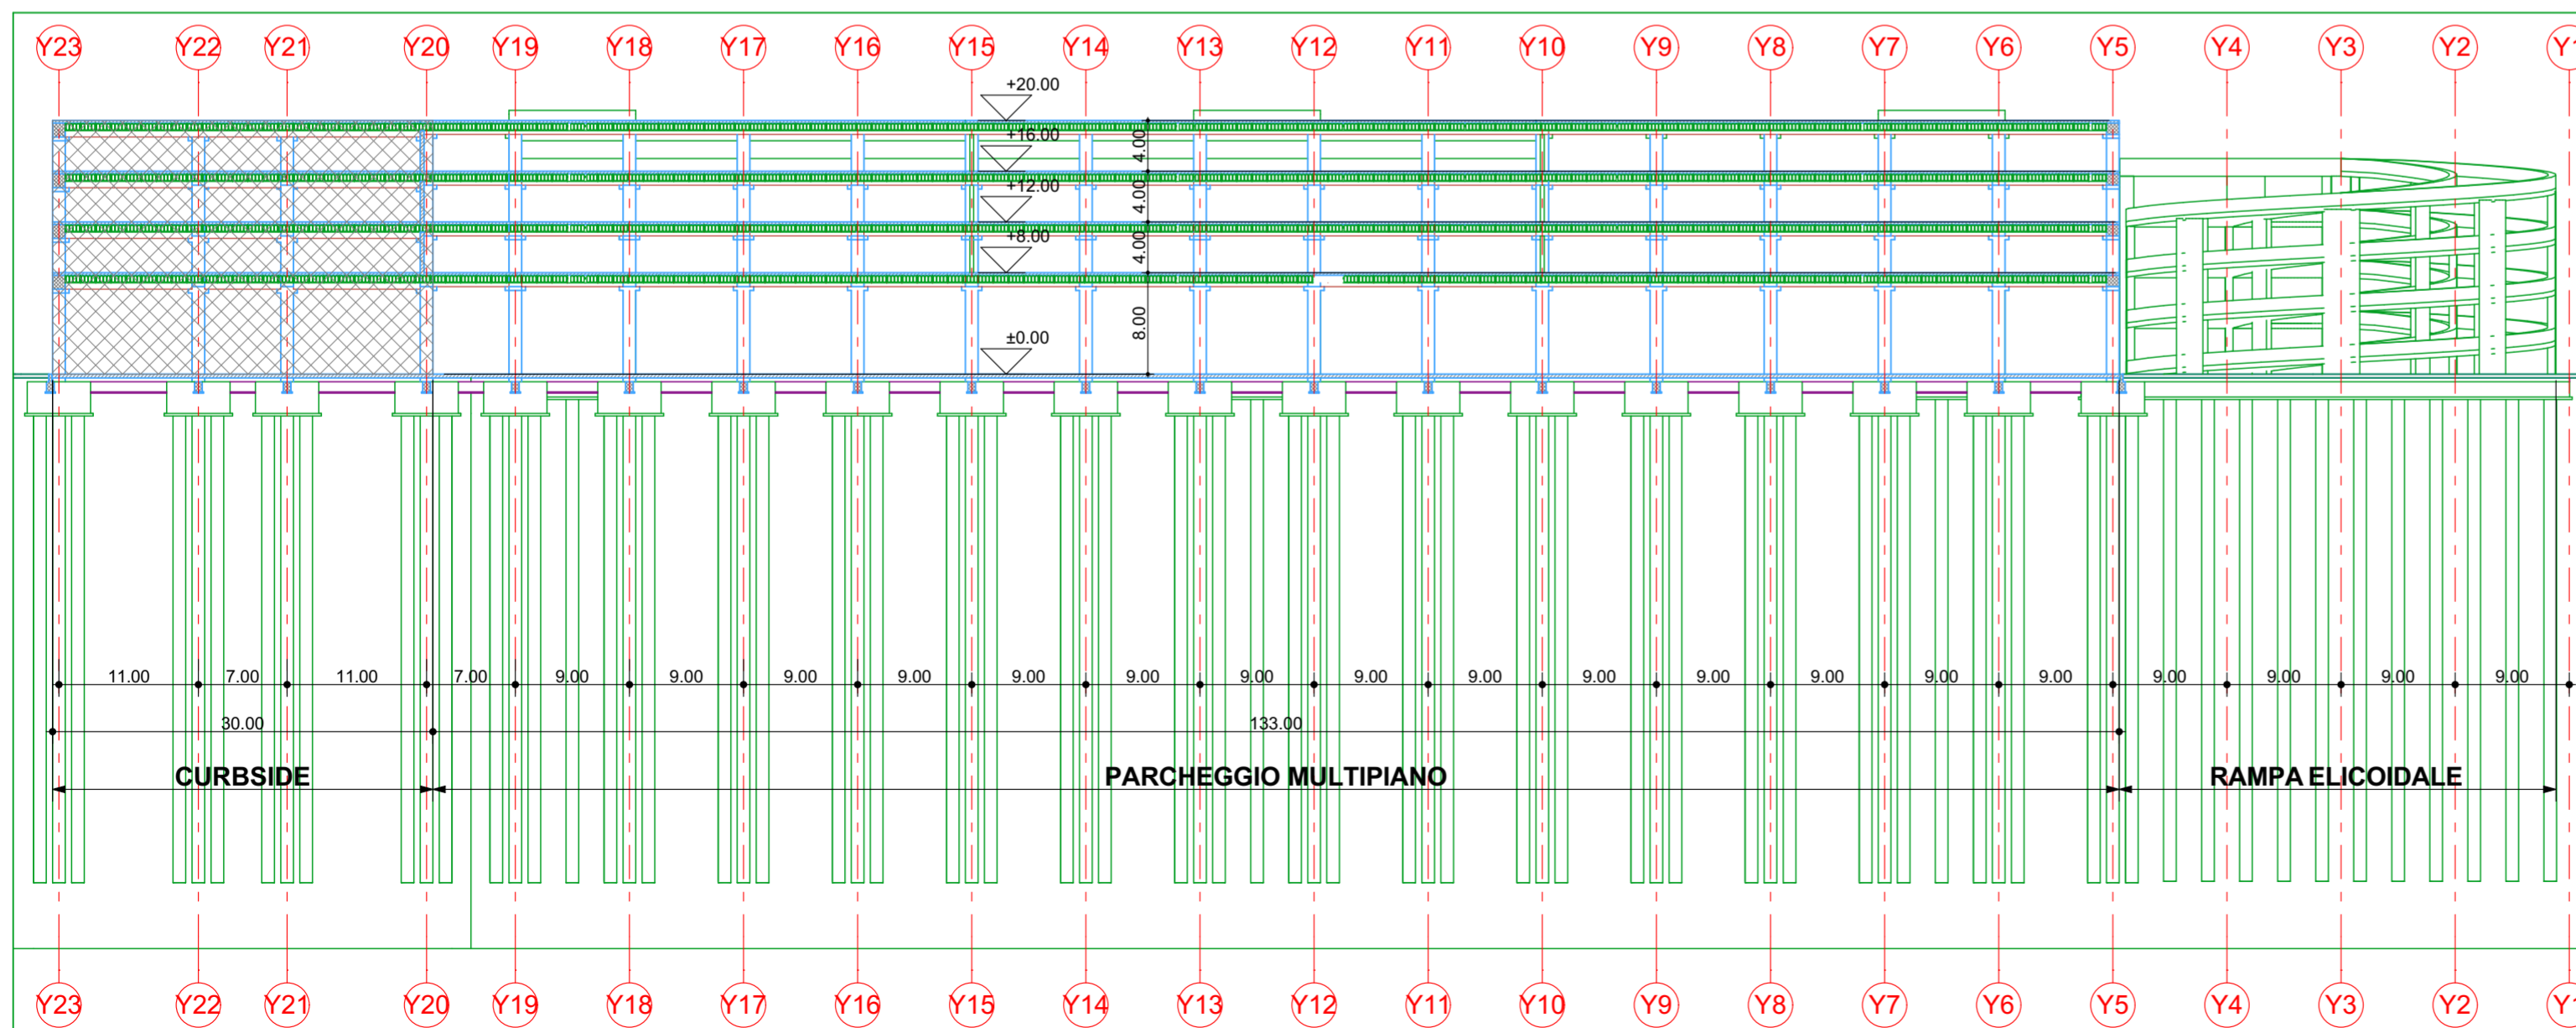 Y23 Y22 Y21 Y20 Y19 Y18 Y17 Y16 Y15 Y14 Y13 Y12 Y11 Y10 Y9 Y8 Y7 Y6 Y5 Y4 Y3 Y2 Y1
+20.00
+16.00
4.00
+12.00
4.00
+8.00
4.00
±0.00
8.00
11.00 7.00 11.00 7.00 9.00 9.00 9.00 9.00 9.00 9.00 9.00 9.00 9.00 9.00 9.00 9.00 9.00 9.00 9.00 9.00 9.00 9.00
30.00 133.00
CURBSIDE PARCHEGGIO MULTIPIANO RAMPA ELICOIDALE
Y23 Y22 Y21 Y20 Y19 Y18 Y17 Y16 Y15 Y14 Y13 Y12 Y11 Y10 Y9 Y8 Y7 Y6 Y5 Y4 Y3 Y2 Y1